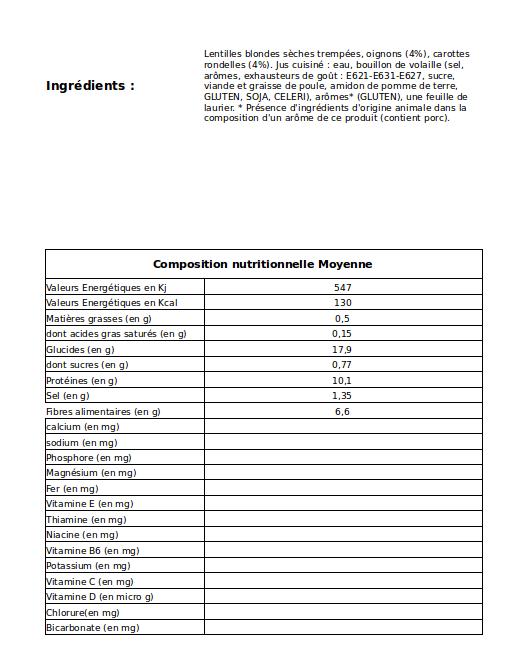 Lentilles blondes sèches trempées, oignons (4%), carottes
rondelles (4%). Jus cuisiné : eau, bouillon de volaille (sel,
arômes, exhausteurs de goût : E621-E631-E627, sucre,
Ingrédients :
viande et graisse de poule, amidon de pomme de terre,
GLUTEN, SOJA, CELERI), arômes* (GLUTEN), une feuille de
laurier. * Présence d'ingrédients d'origine animale dans la
composition d'un arôme de ce produit (contient porc).
Composition nutritionnelle Moyenne
Valeurs Energétiques en Kj 547
Valeurs Energétiques en Kcal 130
Matières grasses (en g) 0,5
dont acides gras saturés (en g) 0,15
Glucides (en g) 17,9
dont sucres (en g) 0,77
Protéines (en g) 10,1
Sel (en g) 1,35
Fibres alimentaires (en g) 6,6
calcium (en mg)
sodium (en mg)
Phosphore (en mg)
Magnésium (en mg)
Fer (en mg)
Vitamine E (en mg)
Thiamine (en mg)
Niacine (en mg)
Vitamine B6 (en mg)
Potassium (en mg)
Vitamine C (en mg)
Vitamine D (en micro g)
Chlorure(en mg)
Bicarbonate (en mg)